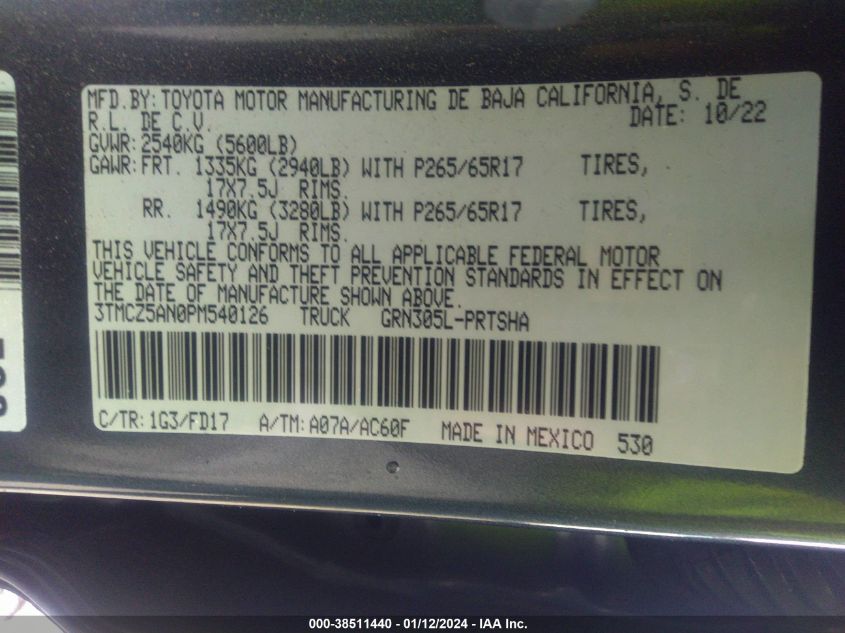 MFD.BY: TOYOTA MOTOR MANUFACTURING DE BAJA CALIFORNIA, S. DE
R.L. DE C.V. DATE: 10/22
GVWR: 2540KG (5600LB)
GAWR: FRT. 1335KG (2940LB) WITH P265/65R17 TIRES,
17X7.5J RIMS.
RR. 1490KG (3280LB) WITH P265/65R17 TIRES,
17X7.5J RIMS.
THIS VEHICLE CONFORMS TO ALL APPLICABLE FEDERAL MOTOR
VEHICLE SAFETY AND THEFT PREVENTION STANDARDS IN EFFECT ON
THE DATE OF MANUFACTURE SHOWN ABOVE.
3TMCZ5AN0PM540126 TRUCK GRN305L-PRTSHA
C/TR: 1G3/FD17 A/TM: A07A/AC60F MADE IN MEXICO 530
000-38511440 - 01/12/2024 - IAA Inc.